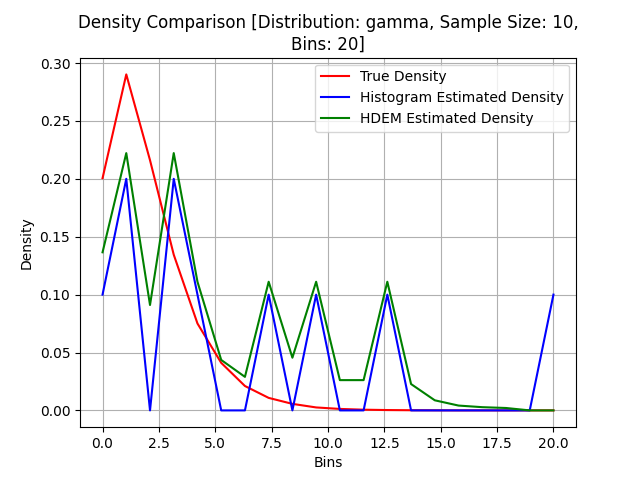 Density Comparison [Distribution: gamma, Sample Size: 10,
Bins: 20]
True Density
Histogram Estimated Density
HDEM Estimated Density
Density
0.30
0.25
0.20
0.15
0.10
0.05
0.00
0.0 2.5 5.0 7.5 10.0 12.5 15.0 17.5 20.0
Bins